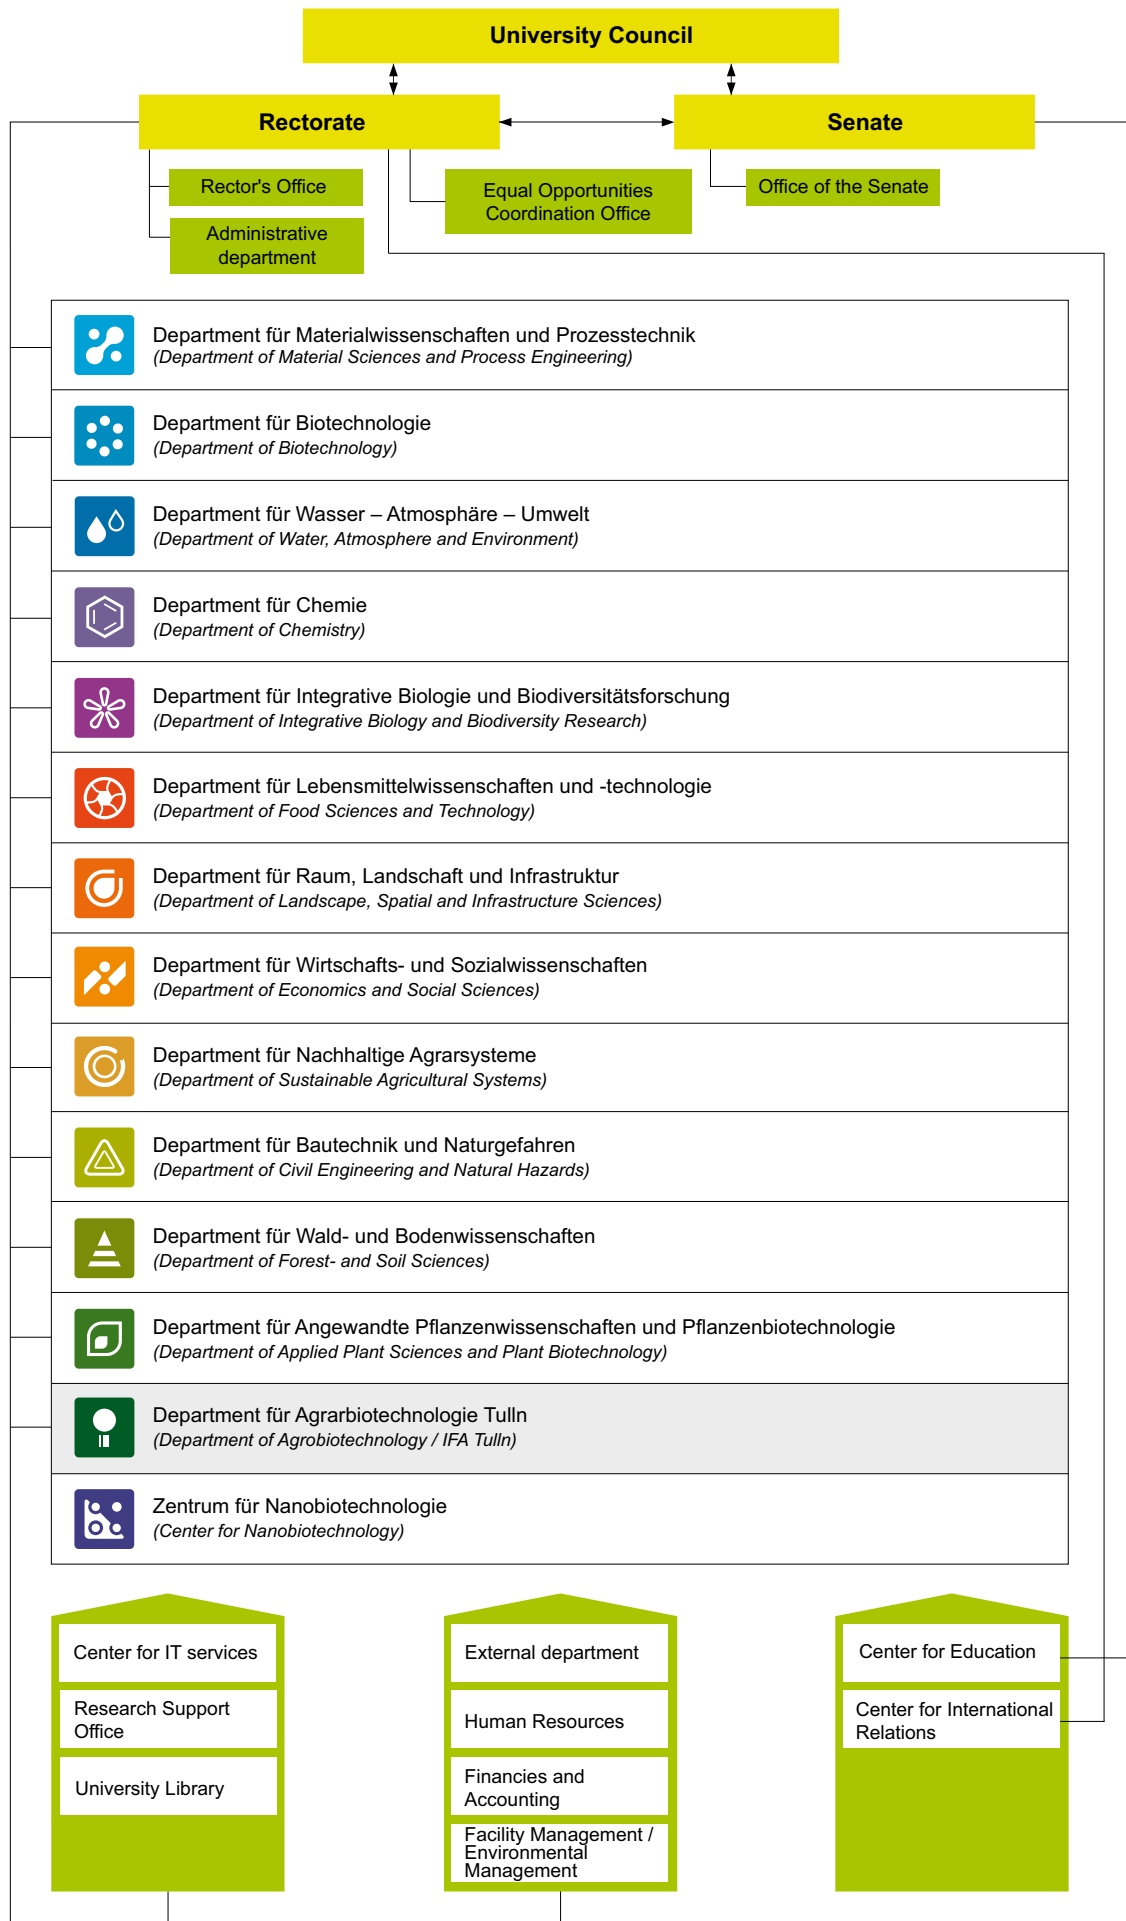 University Council
Rectorate
Senate
Rector's Office
Equal Opportunities
Coordination Office
Office of the Senate
Administrative
department
Department für Materialwissenschaften und Prozesstechnik
(Department of Material Sciences and Process Engineering)
Department für Biotechnologie
(Department of Biotechnology)
Department für Wasser – Atmosphäre – Umwelt
(Department of Water, Atmosphere and Environment)
Department für Chemie
(Department of Chemistry)
Department für Integrative Biologie und Biodiversitätsforschung
(Department of Integrative Biology and Biodiversity Research)
Department für Lebensmittelwissenschaften und -technologie
(Department of Food Sciences and Technology)
Department für Raum, Landschaft und Infrastruktur
(Department of Landscape, Spatial and Infrastructure Sciences)
Department für Wirtschafts- und Sozialwissenschaften
(Department of Economics and Social Sciences)
Department für Nachhaltige Agrarsysteme
(Department of Sustainable Agricultural Systems)
Department für Bautechnik und Naturgefahren
(Department of Civil Engineering and Natural Hazards)
Department für Wald- und Bodenwissenschaften
(Department of Forest- and Soil Sciences)
Department für Angewandte Pflanzenwissenschaften und Pflanzenbiotechnologie
(Department of Applied Plant Sciences and Plant Biotechnology)
Department für Agrarbiotechnologie Tulln
(Department of Agrobiotechnology / IFA Tulln)
Zentrum für Nanobiotechnologie
(Center for Nanobiotechnology)
Center for IT services
Research Support
Office
University Library
External department
Human Resources
Financies and
Accounting
Facility Management /
Environmental
Management
Center for Education
Center for International
Relations